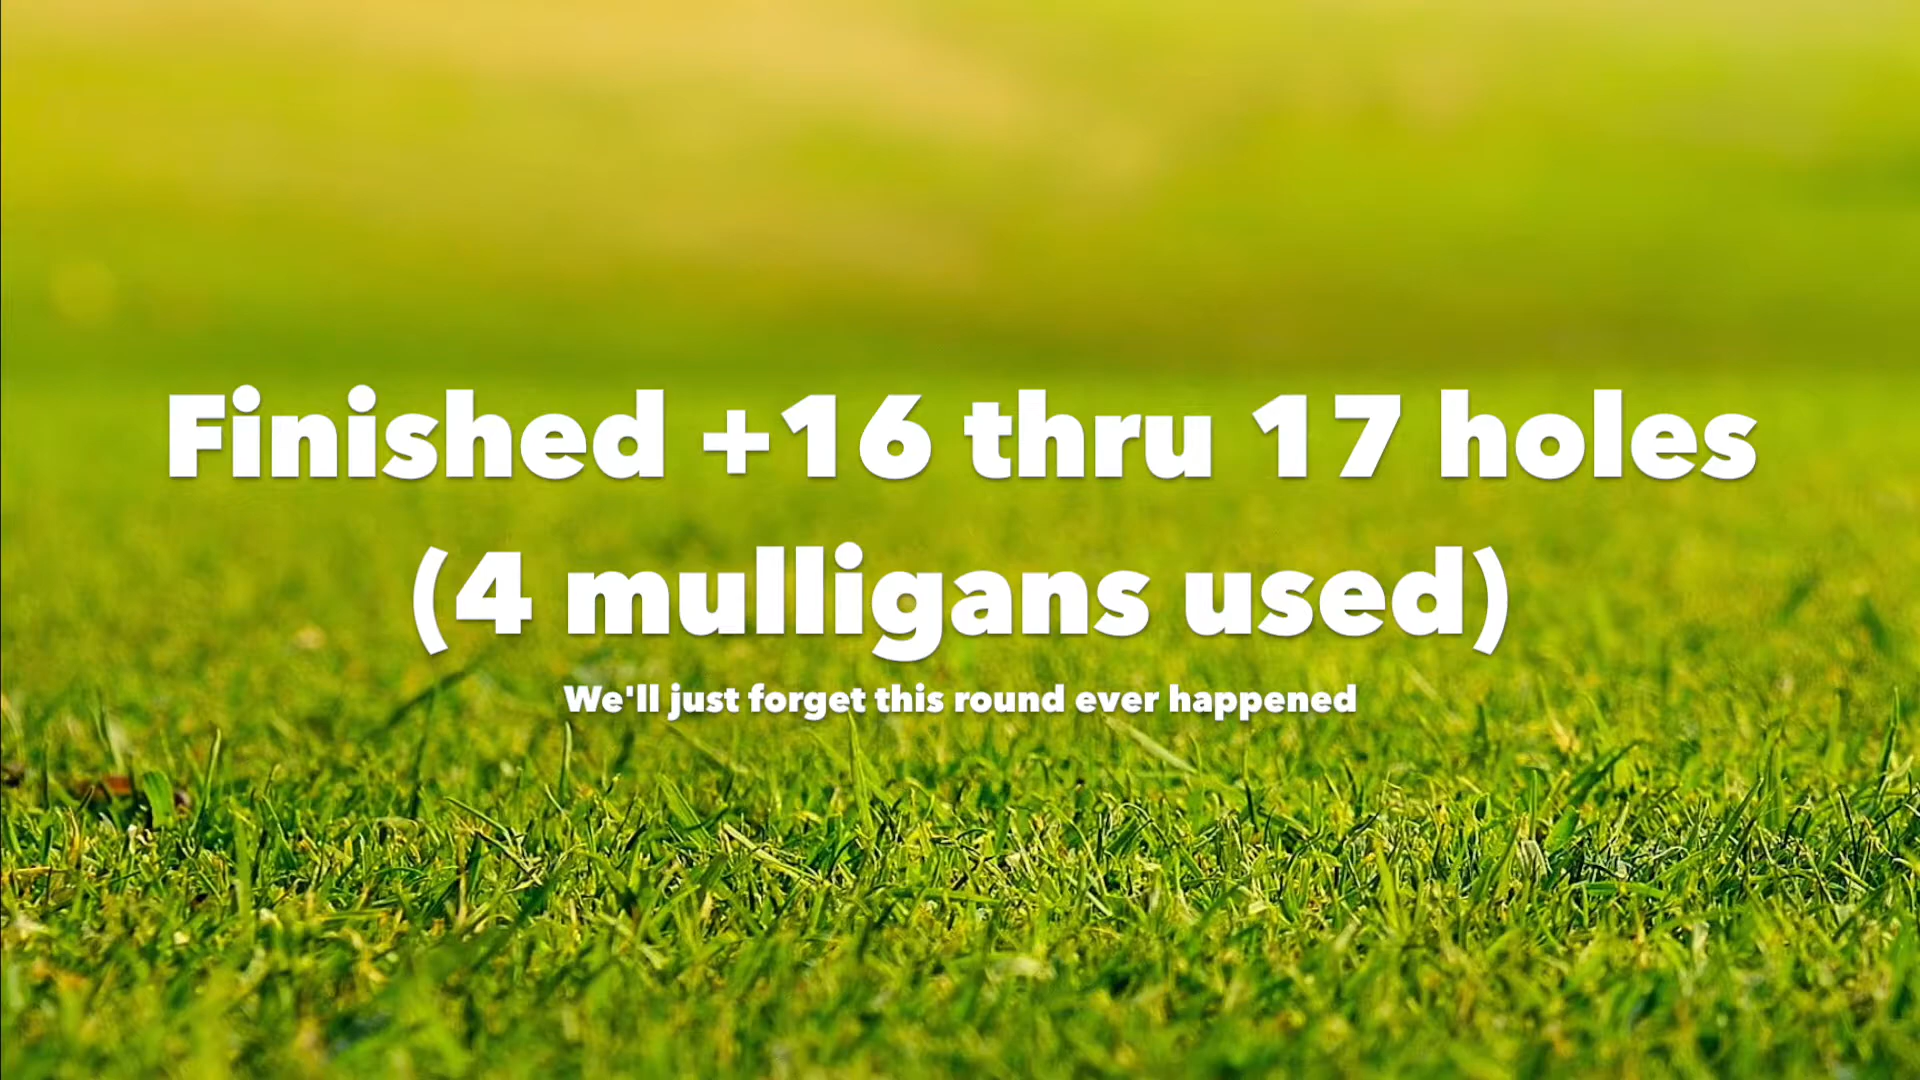 Finished +16 thru 17 holes
(4 mulligans used)
We'll just forget this round ever happened